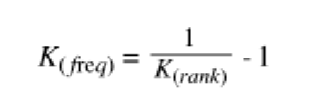 K(freq) = 1/K(rank) - 1